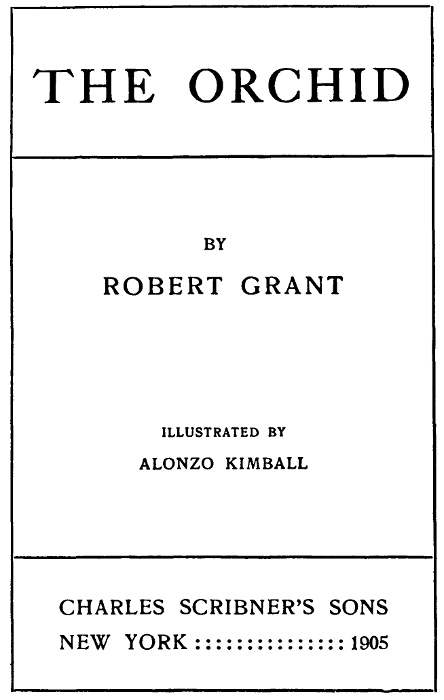 THE ORCHID
BY
ROBERT GRANT
ILLUSTRATED BY
ALONZO KIMBALL
CHARLES SCRIBNER'S SONS
NEW YORK ::::::::::::::: 1905